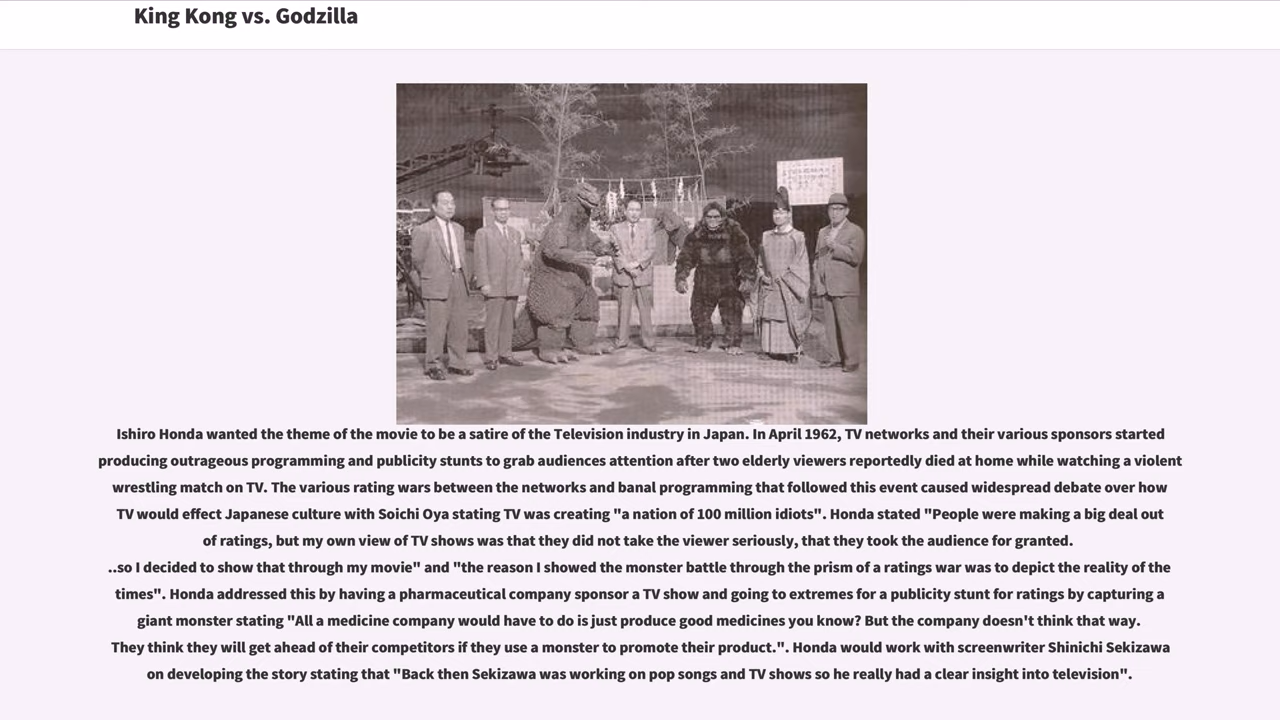 King Kong vs. Godzilla
Ishiro Honda wanted the theme of the movie to be a satire of the Television industry in Japan. In April 1962, TV networks and their various sponsors started
producing outrageous programming and publicity stunts to grab audiences attention after two elderly viewers reportedly died at home while watching a violent
wrestling match on TV. The various rating wars between the networks and banal programming that followed this event caused widespread debate over how
TV would effect Japanese culture with Soichi Oya stating TV was creating "a nation of 100 million idiots". Honda stated "People were making a big deal out
of ratings, but my own view of TV shows was that they did not take the viewer seriously, that they took the audience for granted.
..so I decided to show that through my movie" and "the reason I showed the monster battle through the prism of a ratings war was to depict the reality of the
times". Honda addressed this by having a pharmaceutical company sponsor a TV show and going to extremes for a publicity stunt for ratings by capturing a
giant monster stating "All a medicine company would have to do is just produce good medicines you know? But the company doesn't think that way.
They think they will get ahead of their competitors if they use a monster to promote their product.". Honda would work with screenwriter Shinichi Sekizawa
on developing the story stating that "Back then Sekizawa was working on pop songs and TV shows so he really had a clear insight into television".